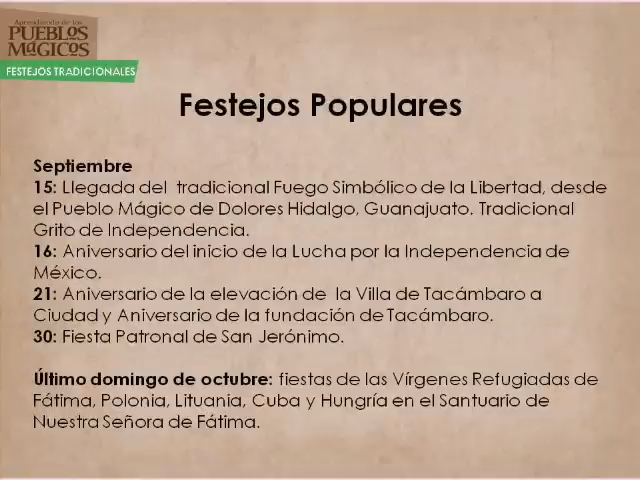 Aprendiendo de los
PUEBLOS
MáGICOS
FESTEJOS TRADICIONALES
Festejos Populares
Septiembre
15: Llegada del tradicional Fuego Simbólico de la Libertad, desde
el Pueblo Mágico de Dolores Hidalgo, Guanajuato. Tradicional
Grito de Independencia.
16: Aniversario del inicio de la Lucha por la Independencia de
México.
21: Aniversario de la elevación de la Villa de Tacámbaro a
Ciudad y Aniversario de la fundación de Tacámbaro.
30: Fiesta Patronal de San Jerónimo.
Último domingo de octubre: fiestas de las Vírgenes Refugiadas de
Fátima, Polonia, Lituania, Cuba y Hungría en el Santuario de
Nuestra Señora de Fátima.